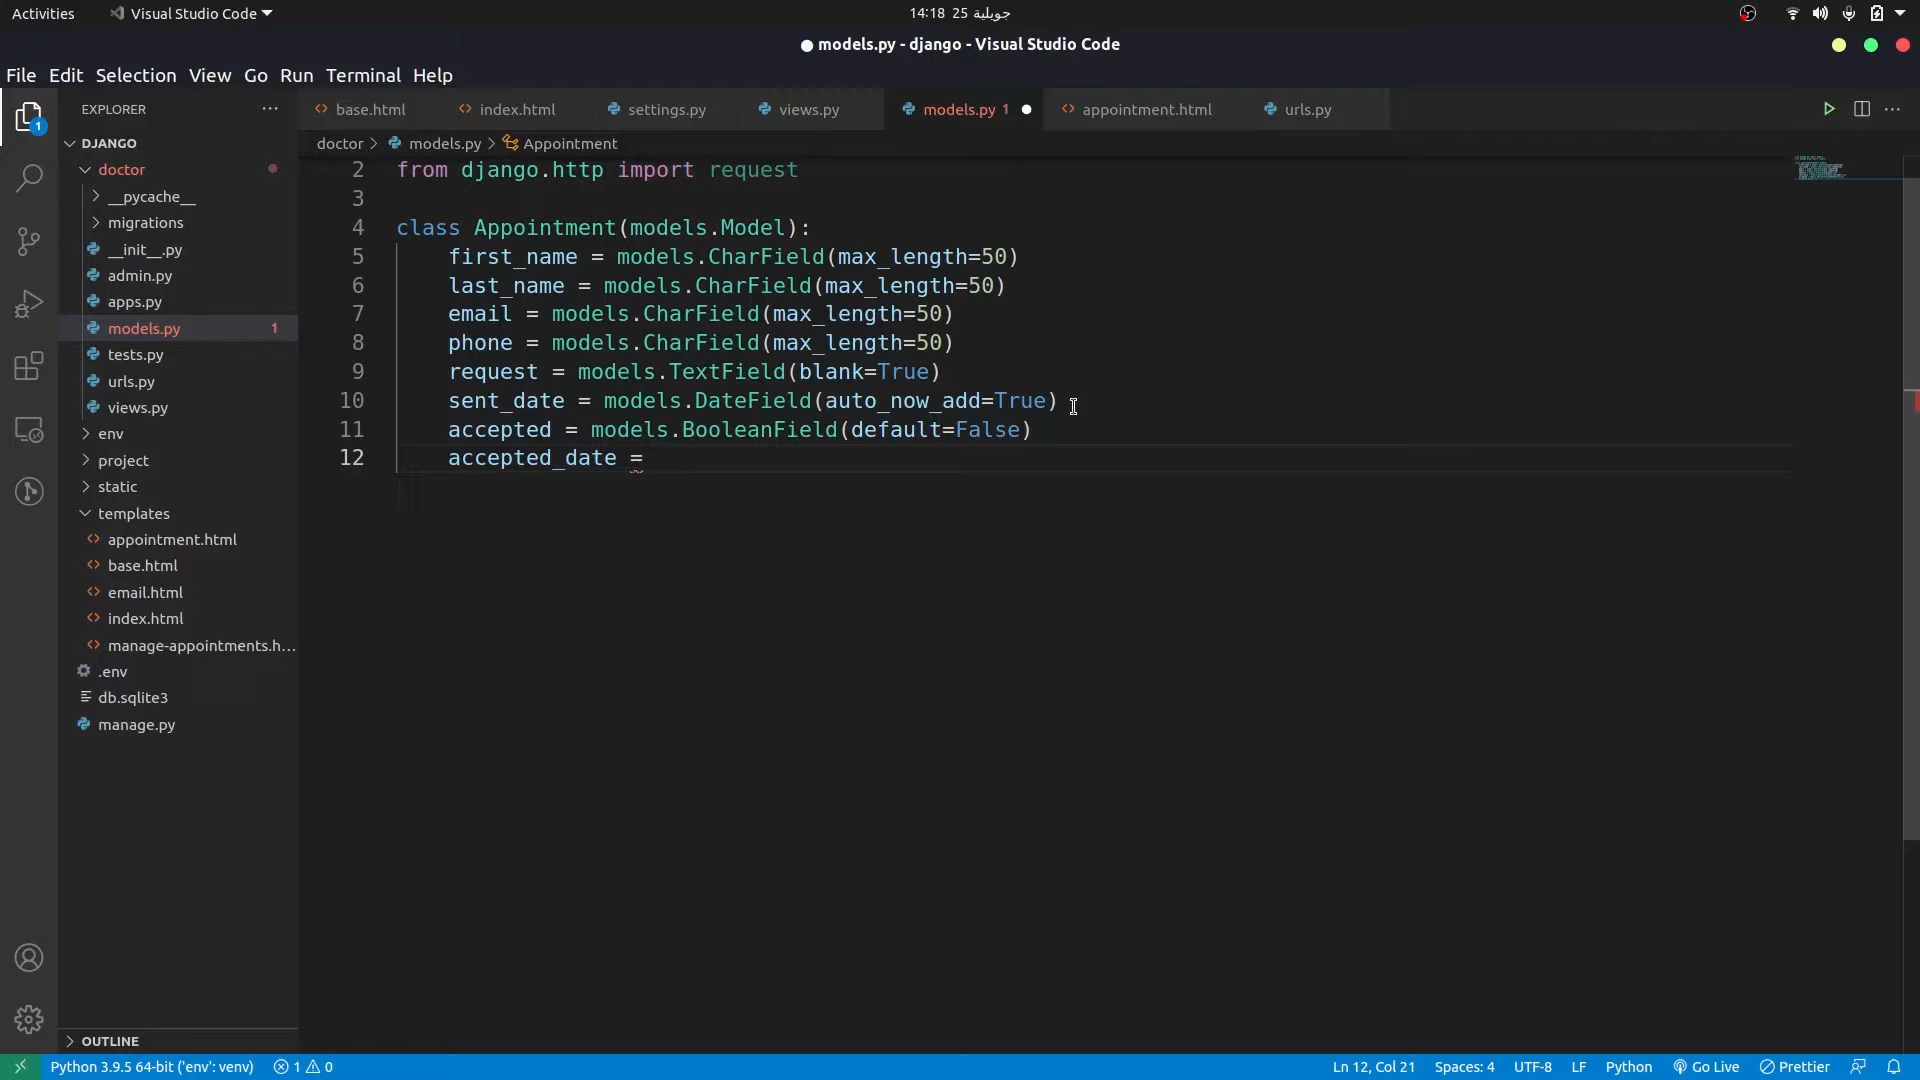 Activities
Visual Studio Code
14:18 25 جويلية
models.py - django - Visual Studio Code
File Edit Selection View Go Run Terminal Help
EXPLORER
base.html
index.html
settings.py
views.py
models.py 1
appointment.html
urls.py
DJANGO
doctor > models.py > Appointment
doctor
__pycache__
migrations
__init__.py
admin.py
apps.py
models.py 1
tests.py
urls.py
views.py
env
project
static
templates
appointment.html
base.html
email.html
index.html
manage-appointments.h...
.env
db.sqlite3
manage.py
OUTLINE
2 from django.http import request
3
4 class Appointment(models.Model):
5 first_name = models.CharField(max_length=50)
6 last_name = models.CharField(max_length=50)
7 email = models.CharField(max_length=50)
8 phone = models.CharField(max_length=50)
9 request = models.TextField(blank=True)
10 sent_date = models.DateField(auto_now_add=True)
11 accepted = models.BooleanField(default=False)
12 accepted_date =
1
Python 3.9.5 64-bit ('env': venv) 1 0
Ln 12, Col 21 Spaces: 4 UTF-8 LF Python Go Live Prettier